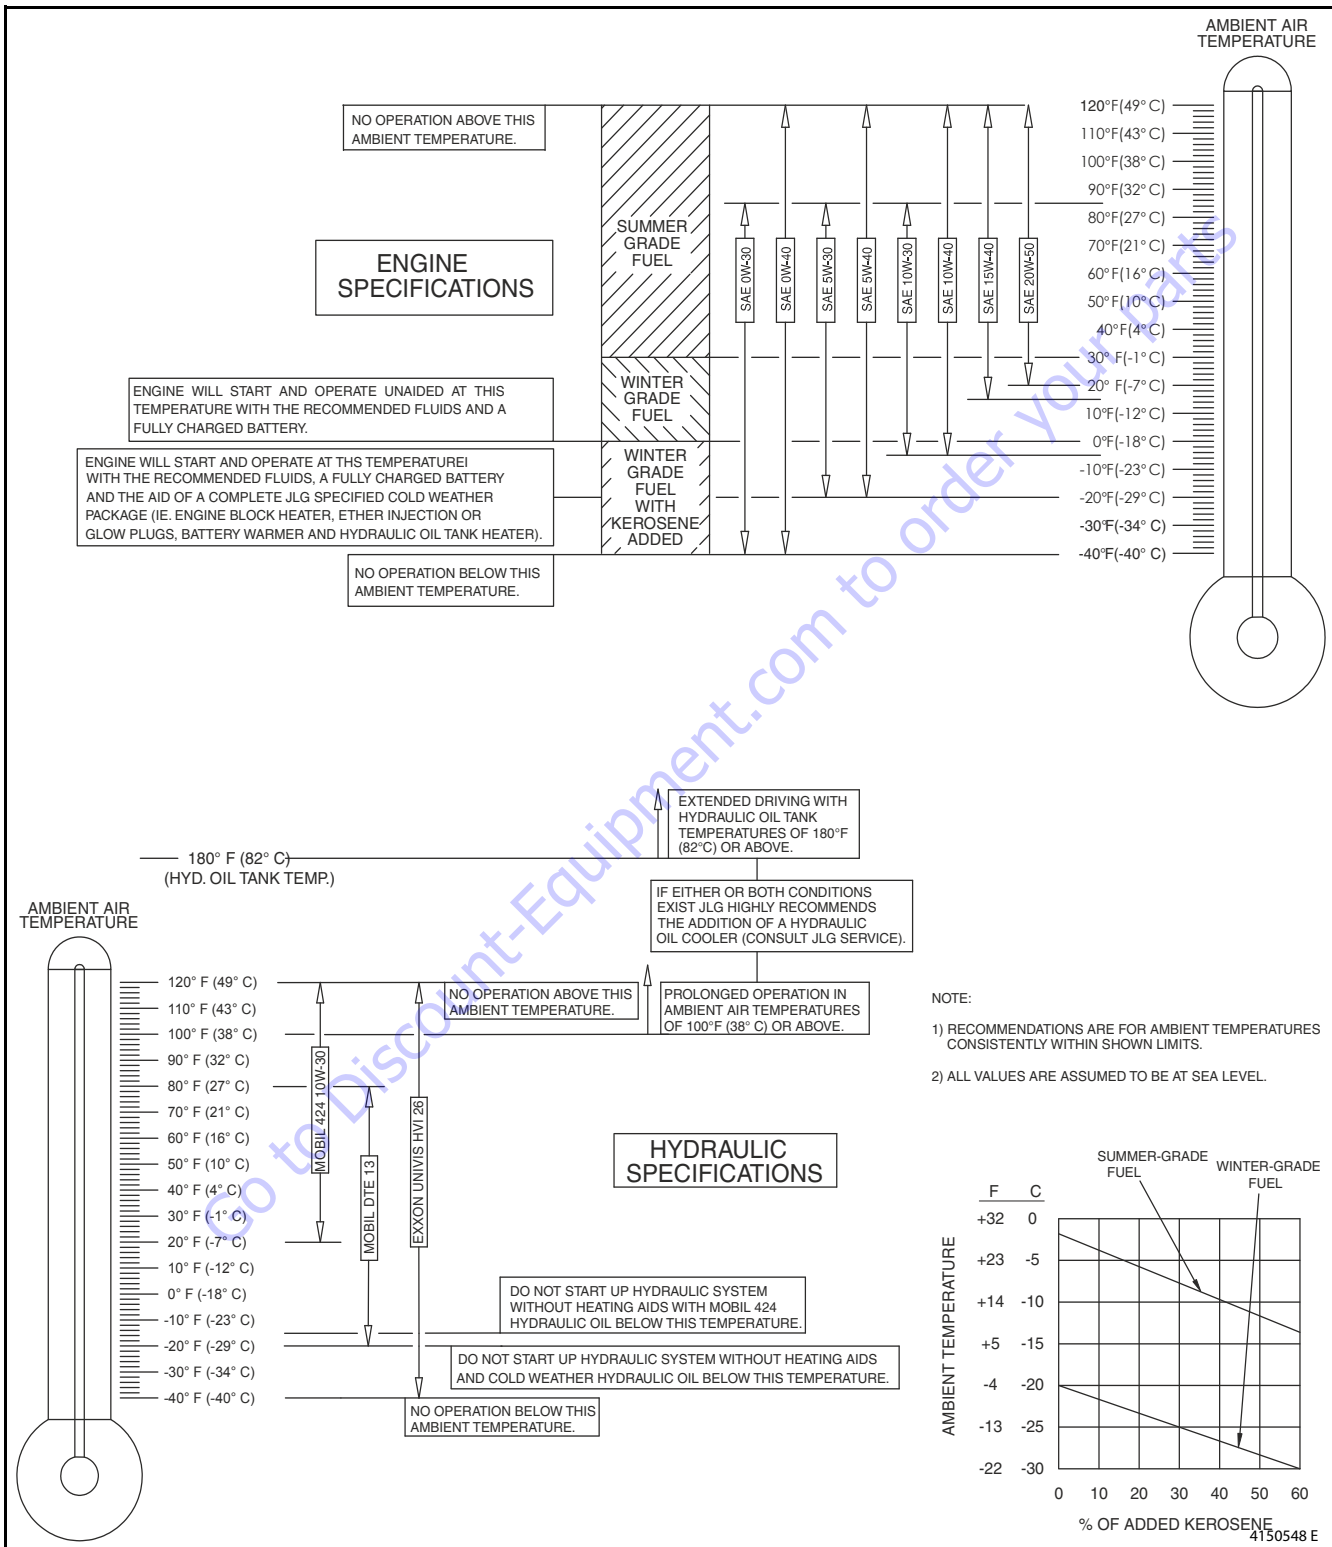 AMBIENT AIR
TEMPERATURE
NO OPERATION ABOVE THIS
AMBIENT TEMPERATURE.
ENGINE
SPECIFICATIONS
ENGINE WILL START AND OPERATE UNAIDED AT THIS
TEMPERATURE WITH THE RECOMMENDED FLUIDS AND A
FULLY CHARGED BATTERY.
ENGINE WILL START AND OPERATE AT THS TEMPERATUREI
WITH THE RECOMMENDED FLUIDS, A FULLY CHARGED BATTERY
AND THE AID OF A COMPLETE JLG SPECIFIED COLD WEATHER
PACKAGE (IE. ENGINE BLOCK HEATER, ETHER INJECTION OR
GLOW PLUGS, BATTERY WARMER AND HYDRAULIC OIL TANK HEATER).
NO OPERATION BELOW THIS
AMBIENT TEMPERATURE.
SUMMER
GRADE
FUEL
WINTER
GRADE
FUEL
WINTER
GRADE
FUEL
WITH
KEROSENE
ADDED
SAE 0W-30
SAE 0W-40
SAE 5W-30
SAE 5W-40
SAE 10W-30
SAE 10W-40
SAE 15W-40
SAE 20W-50
120°F(49° C)
110°F(43° C)
100°F(38° C)
90°F(32° C)
80°F(27° C)
70°F(21° C)
60°F(16° C)
50°F(10° C)
40°F(4° C)
30° F(-1° C)
20° F(-7° C)
10°F(-12° C)
0°F(-18° C)
-10°F(-23° C)
-20°F(-29° C)
-30°F(-34° C)
-40°F(-40° C)
Go to Discount-Equipment.com to order your parts
EXTENDED DRIVING WITH
HYDRAULIC OIL TANK
TEMPERATURES OF 180°F
(82°C) OR ABOVE.
180° F (82° C)
(HYD. OIL TANK TEMP.)
IF EITHER OR BOTH CONDITIONS
EXIST JLG HIGHLY RECOMMENDS
THE ADDITION OF A HYDRAULIC
OIL COOLER (CONSULT JLG SERVICE).
AMBIENT AIR
TEMPERATURE
120° F (49° C)
110° F (43° C)
100° F (38° C)
90° F (32° C)
80° F (27° C)
70° F (21° C)
60° F (16° C)
50° F (10° C)
40° F (4° C)
30° F (-1° C)
20° F (-7° C)
10° F (-12° C)
0° F (-18° C)
-10° F (-23° C)
-20° F (-29° C)
-30° F (-34° C)
-40° F (-40° C)
MOBIL 424 10W-30
MOBIL DTE 13
EXXON UNIVIS HVI 26
NO OPERATION ABOVE THIS
AMBIENT TEMPERATURE.
PROLONGED OPERATION IN
AMBIENT AIR TEMPERATURES
OF 100°F (38° C) OR ABOVE.
HYDRAULIC
SPECIFICATIONS
DO NOT START UP HYDRAULIC SYSTEM
WITHOUT HEATING AIDS WITH MOBIL 424
HYDRAULIC OIL BELOW THIS TEMPERATURE.
DO NOT START UP HYDRAULIC SYSTEM WITHOUT HEATING AIDS
AND COLD WEATHER HYDRAULIC OIL BELOW THIS TEMPERATURE.
NO OPERATION BELOW THIS
AMBIENT TEMPERATURE.
NOTE:
1) RECOMMENDATIONS ARE FOR AMBIENT TEMPERATURES
CONSISTENTLY WITHIN SHOWN LIMITS.
2) ALL VALUES ARE ASSUMED TO BE AT SEA LEVEL.
SUMMER-GRADE
FUEL
WINTER-GRADE
FUEL
F C
+32 0
+23 -5
+14 -10
+5 -15
-4 -20
-13 -25
-22 -30
AMBIENT TEMPERATURE
0 10 20 30 40 50 60
% OF ADDED KEROSENE
4150548 E